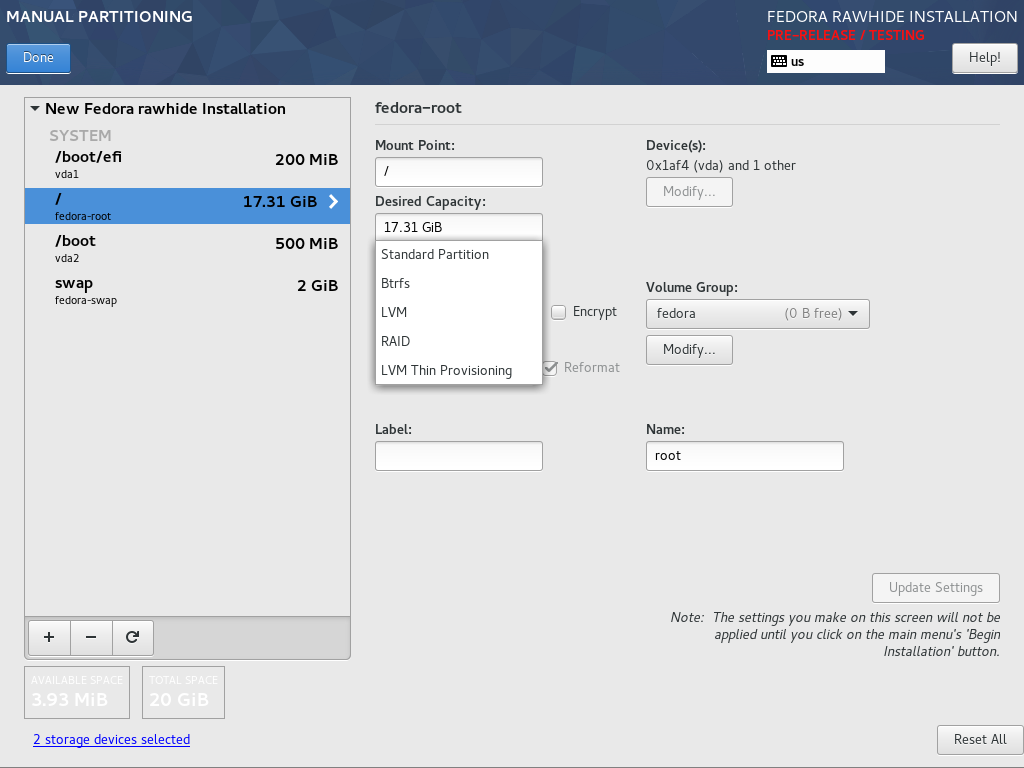 MANUAL PARTITIONING
FEDORA RAWHIDE INSTALLATION
PRE-RELEASE / TESTING
Done
us
Help!
New Fedora rawhide Installation
SYSTEM
/boot/efi
200 MiB
vda1
/
17.31 GiB
fedora-root
/boot
500 MiB
vda2
swap
2 GiB
fedora-swap
+
−
AVAILABLE SPACE
3.93 MiB
TOTAL SPACE
20 GiB
2 storage devices selected
fedora-root
Mount Point:
/
Desired Capacity:
17.31 GiB
Standard Partition
Btrfs
LVM
RAID
LVM Thin Provisioning
Encrypt
Reformat
Label:
Device(s):
0x1af4 (vda) and 1 other
Modify...
Volume Group:
fedora (0 B free)
Modify...
Name:
root
Update Settings
Note: The settings you make on this screen will not be
applied until you click on the main menu's 'Begin
Installation' button.
Reset All